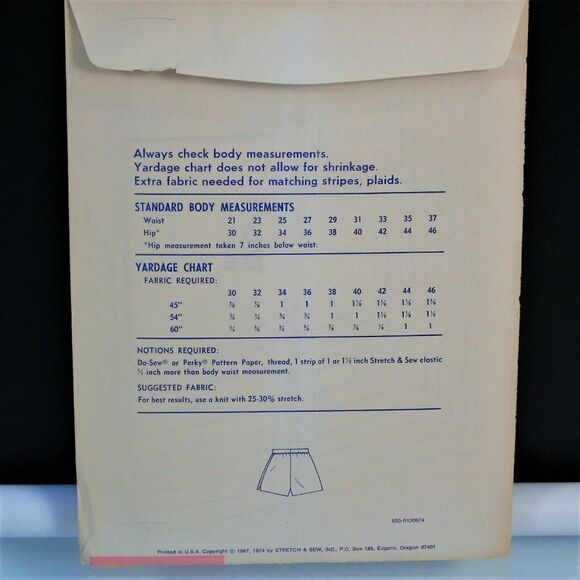 Always check body measurements.
Yardage chart does not allow for shrinkage.
Extra fabric needed for matching stripes, plaids.
STANDARD BODY MEASUREMENTS
Waist 21 23 25 27 29 31 33 35 37
Hip* 30 32 34 36 38 40 42 44 46
*Hip measurement taken 7 inches below waist.
YARDAGE CHART
FABRIC REQUIRED:
30 32 34 36 38 40 42 44 46
45"
54"
60"
NOTIONS REQUIRED:
Do-Sew® or Perky® Pattern Paper, thread, 1 strip of 1 or 1½ inch Stretch & Sew elastic
½ inch more than body waist measurement.
SUGGESTED FABRIC:
For best results, use a knit with 25-30% stretch.
650-R120974
Printed in U.S.A. Copyright © 1967, 1974 by STRETCH & SEW, INC., P.O. Box 185, Eugene, Oregon 97401